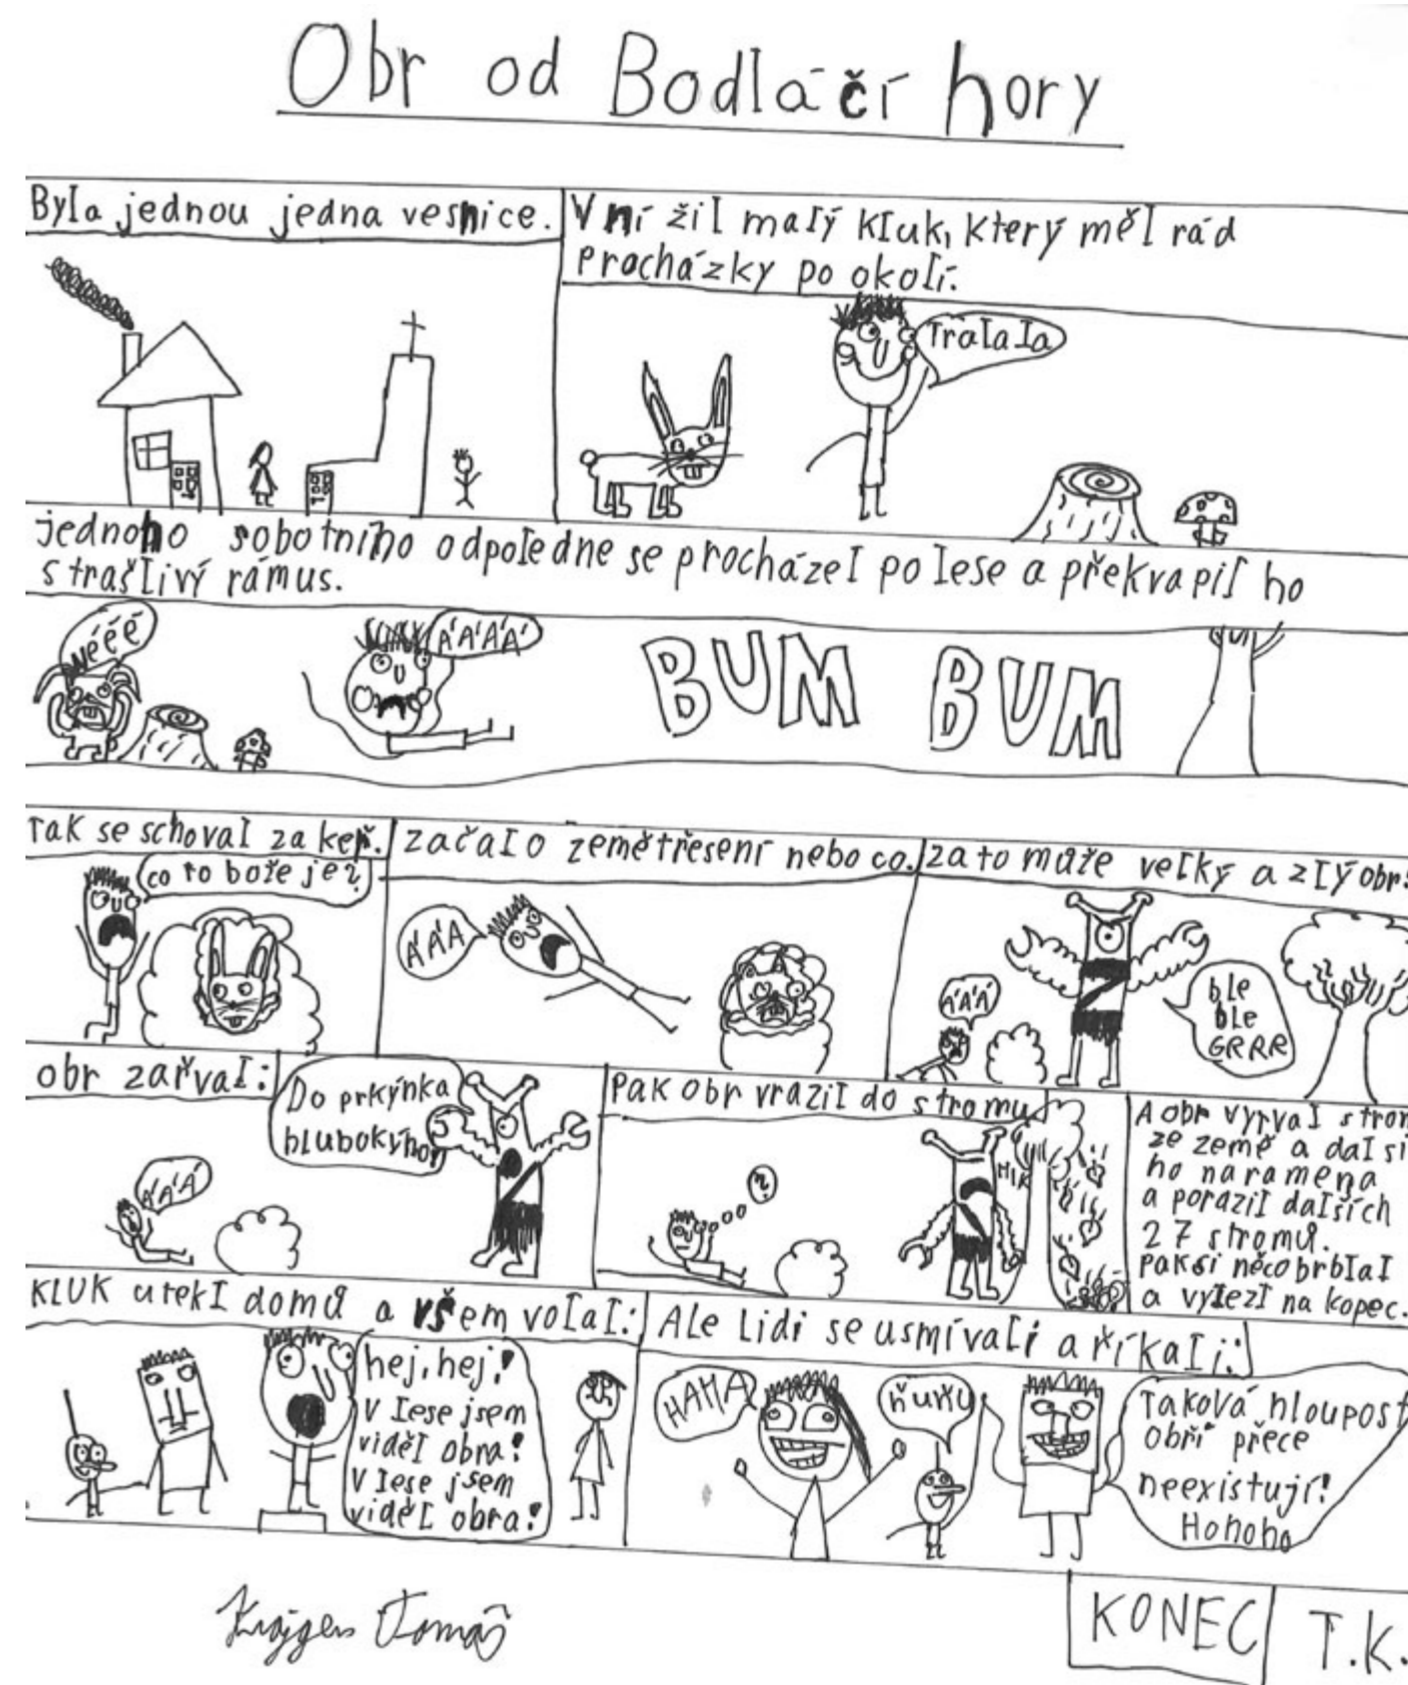 Obr od Bodláčí hory
Byla jednou jedna vesnice.
V ní žil malý kluk, který měl rád
procházky po okolí.
Tralala
jednoho sobotního odpoledne se procházel po lese a překvapil ho
strašlivý rámus.
NÉÉÉ
ÁÁÁÁ
BUM BUM
Tak se schoval za keř.
co to bože je?
začalo zemětřesení nebo co.
ÁÁÁ
za to může velký a zlý obr!
ÁÁÁ
ble
ble
GRRR
obr zařval:
Do prkýnka
hlubokýho!
ÁÁÁ
Pak obr vrazil do stromu
?
A obr vyrval strom
ze země a dal si
ho na ramena
a porazil dalších
27 stromů.
Pak si něco brblal
a vylezl na kopec.
KLUK utekl domů a všem volal:
hej, hej!
V lese jsem
viděl obra!
V lese jsem
viděl obra!
Ale lidi se usmívali a říkali:
HAHA
Taková hloupost
obři přece
neexistují!
Hohoho
KONEC
T.K.